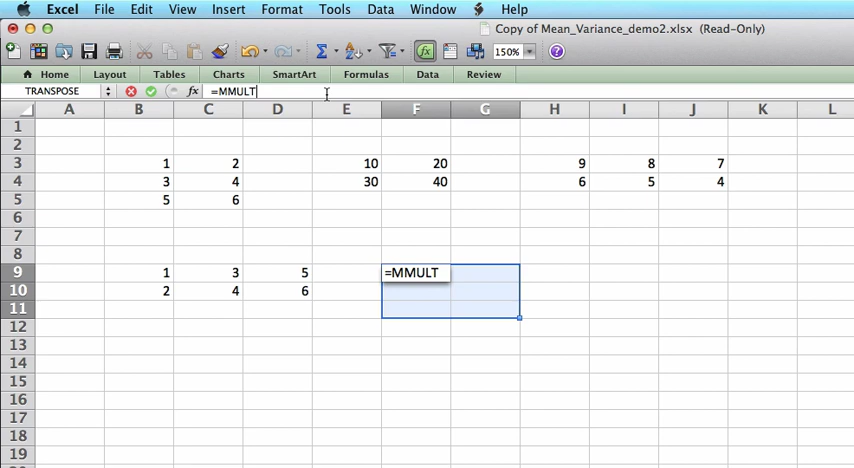 Excel File Edit View Insert Format Tools Data Window Help
Copy of Mean_Variance_demo2.xlsx (Read-Only)
150%
Home Layout Tables Charts SmartArt Formulas Data Review
TRANSPOSE fx =MMULT
A B C D E F G H I J K L
1
2
3 1 2 10 20 9 8 7
4 3 4 30 40 6 5 4
5 5 6
6
7
8
9 1 3 5 =MMULT
10 2 4 6
11
12
13
14
15
16
17
18
19